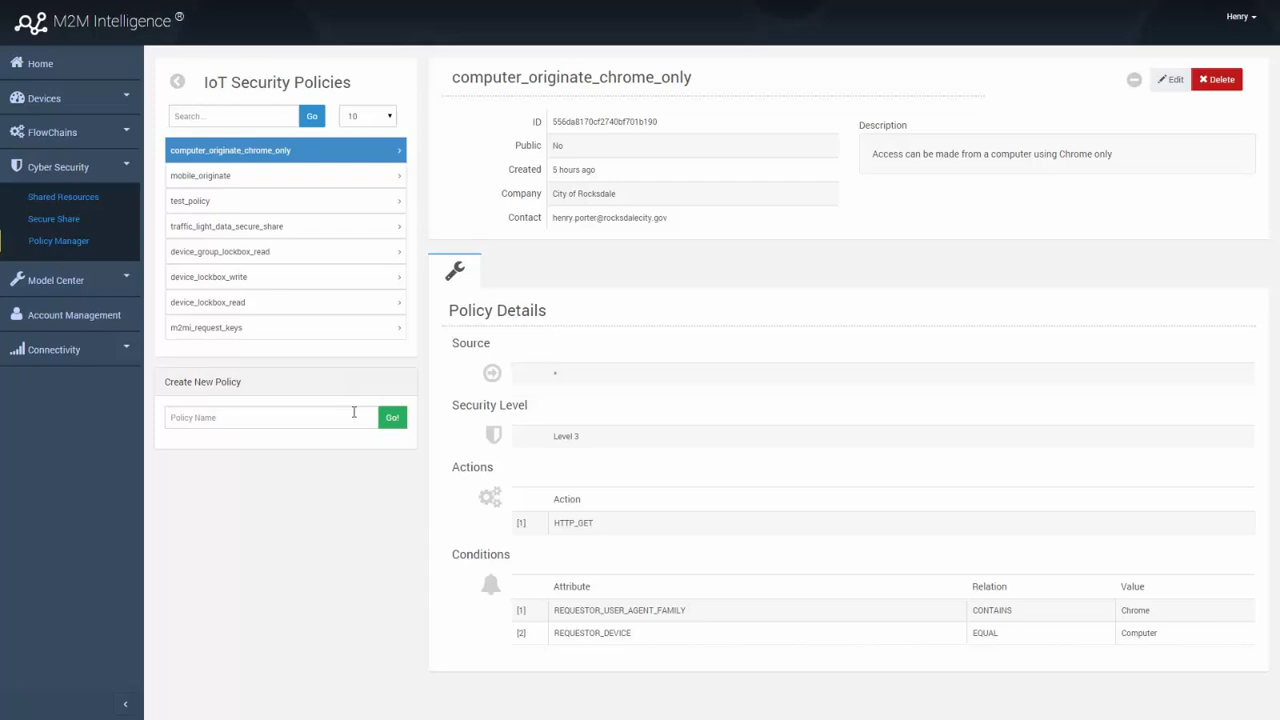 M2M Intelligence ®
Henry
Home
Devices
FlowChains
Cyber Security
Shared Resources
Secure Share
Policy Manager
Model Center
Account Management
Connectivity
IoT Security Policies
Search... Go 10
computer_originate_chrome_only
mobile_originate
test_policy
traffic_light_data_secure_share
device_group_lockbox_read
device_lockbox_write
device_lockbox_read
m2mi_request_keys
Create New Policy
Policy Name Go!
computer_originate_chrome_only
Edit Delete
ID 556da8170cf2740bf701b190
Public No
Created 5 hours ago
Company City of Rocksdale
Contact henry.porter@rocksdalecity.gov
Description
Access can be made from a computer using Chrome only
Policy Details
Source
*
Security Level
Level 3
Actions
Action
[1] HTTP_GET
Conditions
Attribute Relation Value
[1] REQUESTOR_USER_AGENT_FAMILY CONTAINS Chrome
[2] REQUESTOR_DEVICE EQUAL Computer